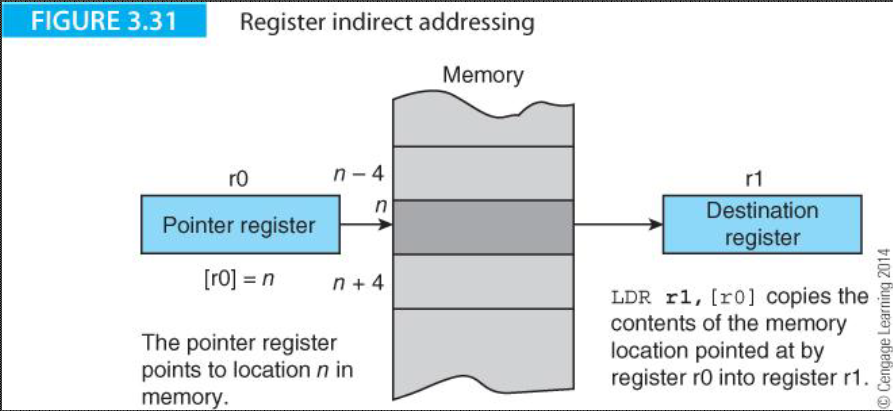 FIGURE 3.31
Register indirect addressing
Memory
r0
n – 4
r1
n
Pointer register
Destination
register
[r0] = n
n + 4
The pointer register
points to location n in
memory.
LDR r1, [r0] copies the
contents of the memory
location pointed at by
register r0 into register r1.
© Cengage Learning 2014